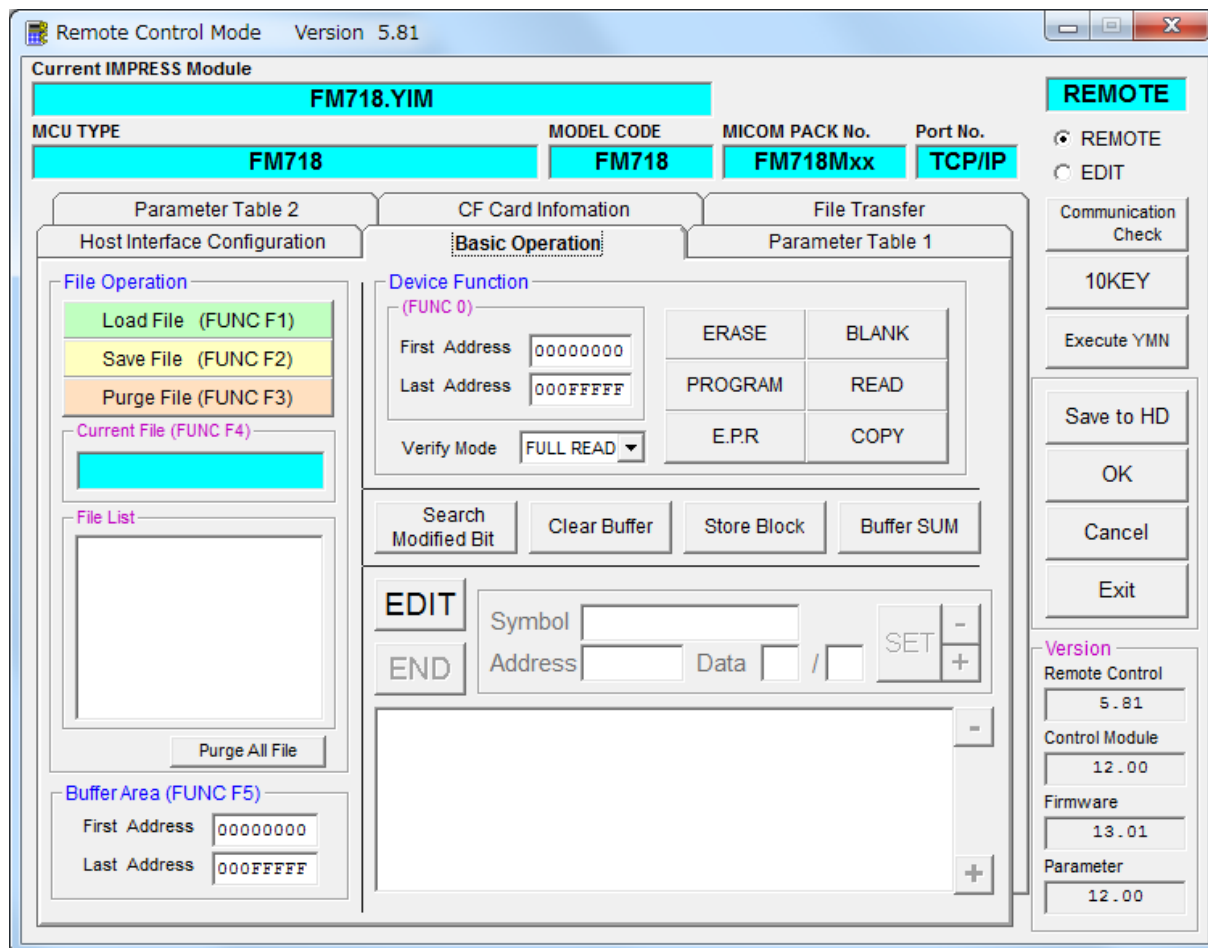 Remote Control Mode Version 5.81
Current IMPRESS Module
FM718.YIM
REMOTE
MCU TYPE MODEL CODE MICOM PACK No. Port No.
FM718 FM718 FM718Mxx TCP/IP
REMOTE
EDIT
Parameter Table 2 CF Card Infomation File Transfer
Host Interface Configuration Basic Operation Parameter Table 1
File Operation
Load File (FUNC F1)
Save File (FUNC F2)
Purge File (FUNC F3)
Current File (FUNC F4)
File List
Purge All File
Buffer Area (FUNC F5)
First Address 00000000
Last Address 000FFFFF
Device Function
(FUNC 0)
First Address 00000000
Last Address 000FFFFF
Verify Mode FULL READ
ERASE BLANK
PROGRAM READ
E.P.R COPY
Search
Modified Bit
Clear Buffer
Store Block
Buffer SUM
EDIT
END
Symbol
Address Data /
SET
-
+
-
+
Communication
Check
10KEY
Execute YMN
Save to HD
OK
Cancel
Exit
Version
Remote Control
5.81
Control Module
12.00
Firmware
13.01
Parameter
12.00